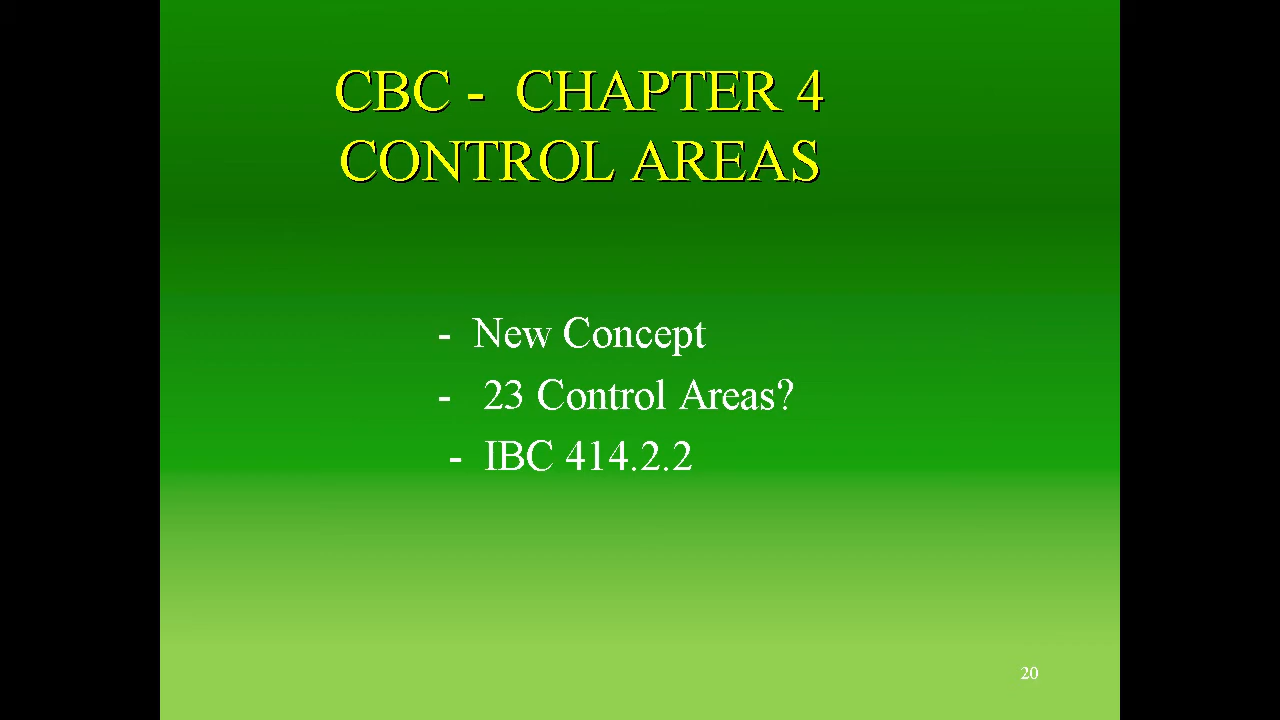 CBC - CHAPTER 4
CONTROL AREAS
- New Concept
- 23 Control Areas?
- IBC 414.2.2
20